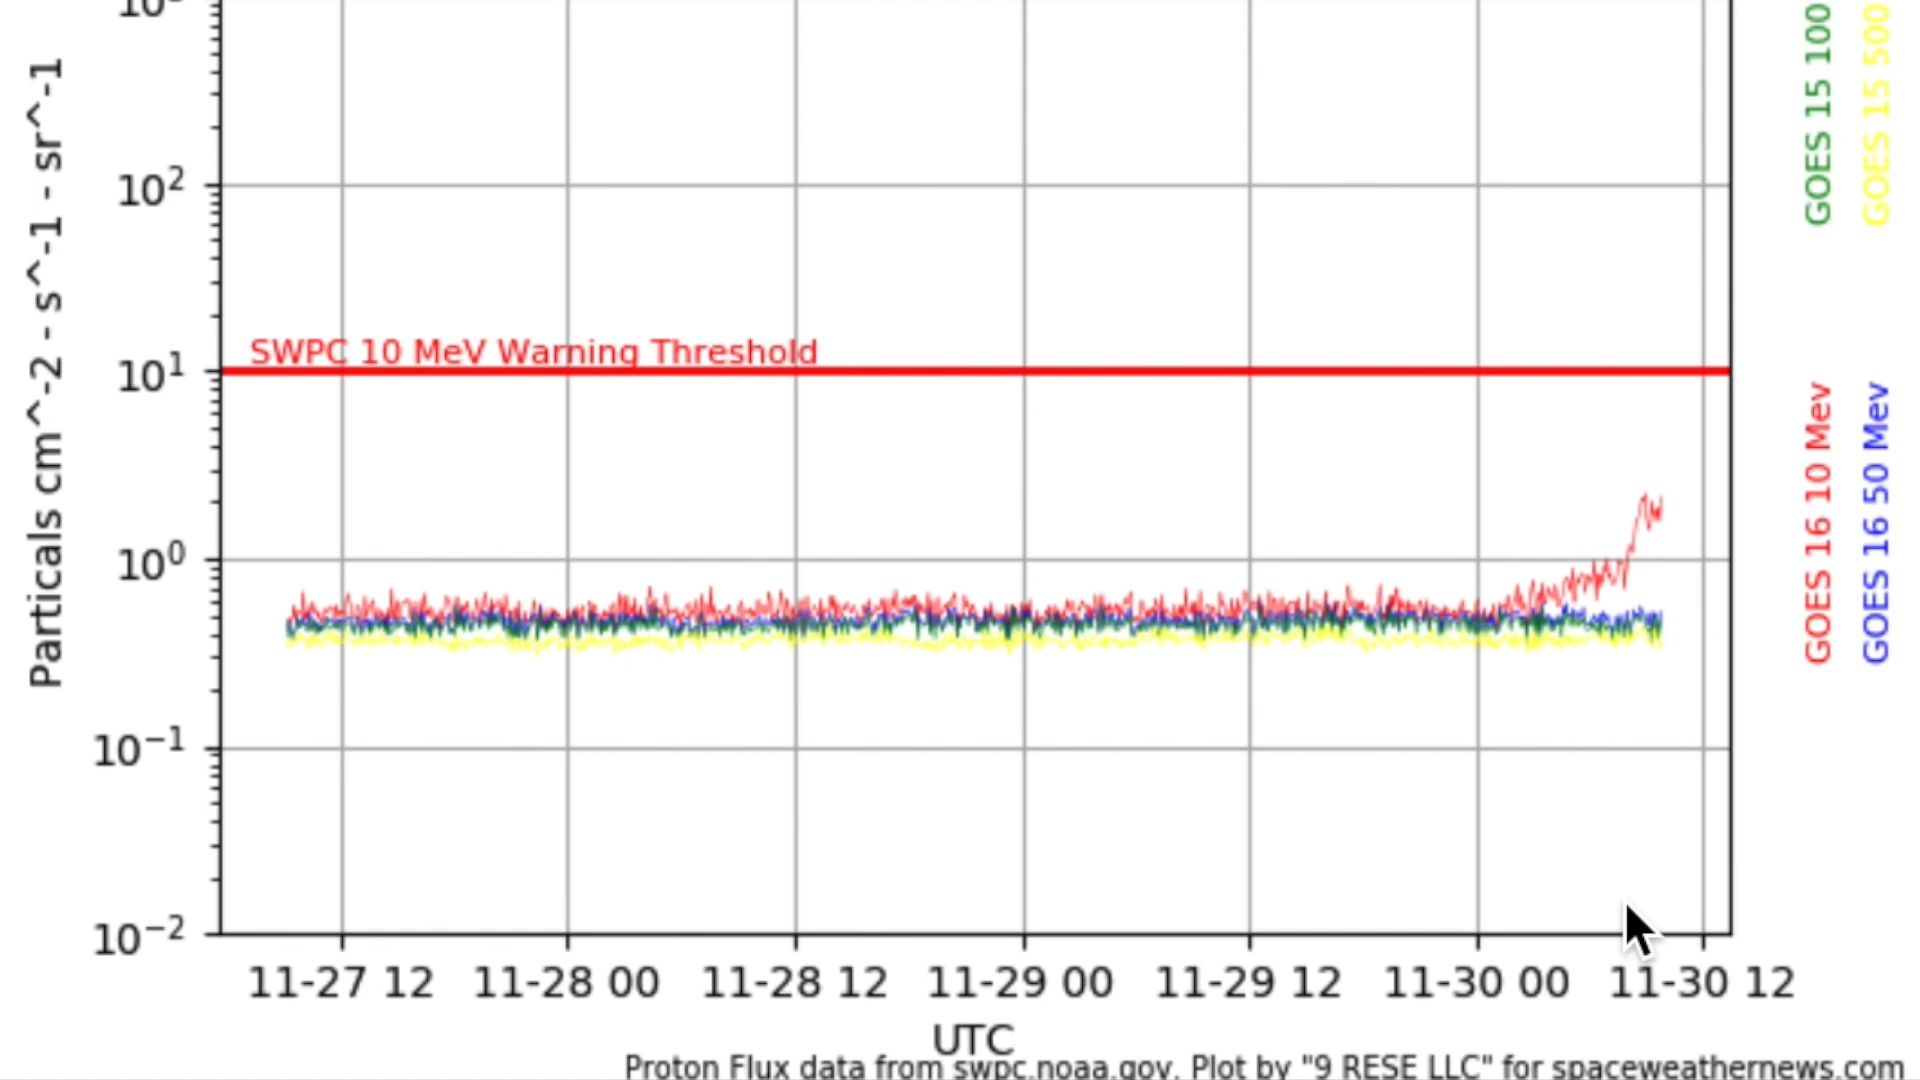 Particals cm^-2 - s^-1 - sr^-1
10²
10¹
10⁰
10⁻¹
10⁻²
SWPC 10 MeV Warning Threshold
11-27 12
11-28 00
11-28 12
11-29 00
11-29 12
11-30 00
11-30 12
UTC
GOES 15 100
GOES 15 500
GOES 16 10 Mev
GOES 16 50 Mev
Proton Flux data from swpc.noaa.gov. Plot by "9 RESE LLC" for spaceweathernews.com